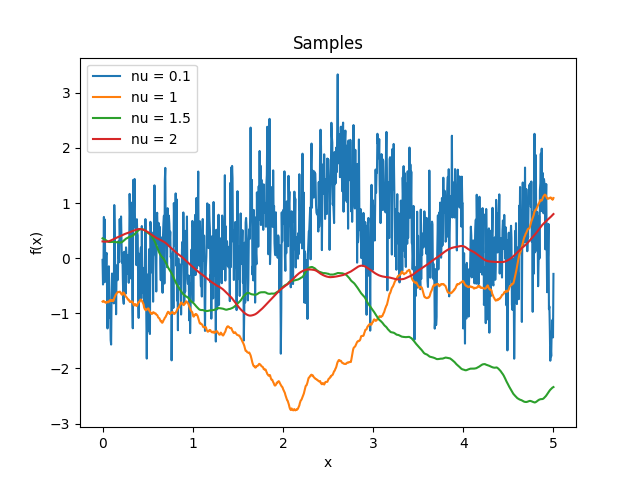 Samples
nu = 0.1
nu = 1
nu = 1.5
nu = 2
f(x)
3
2
1
0
−1
−2
−3
0 1 2 3 4 5
x